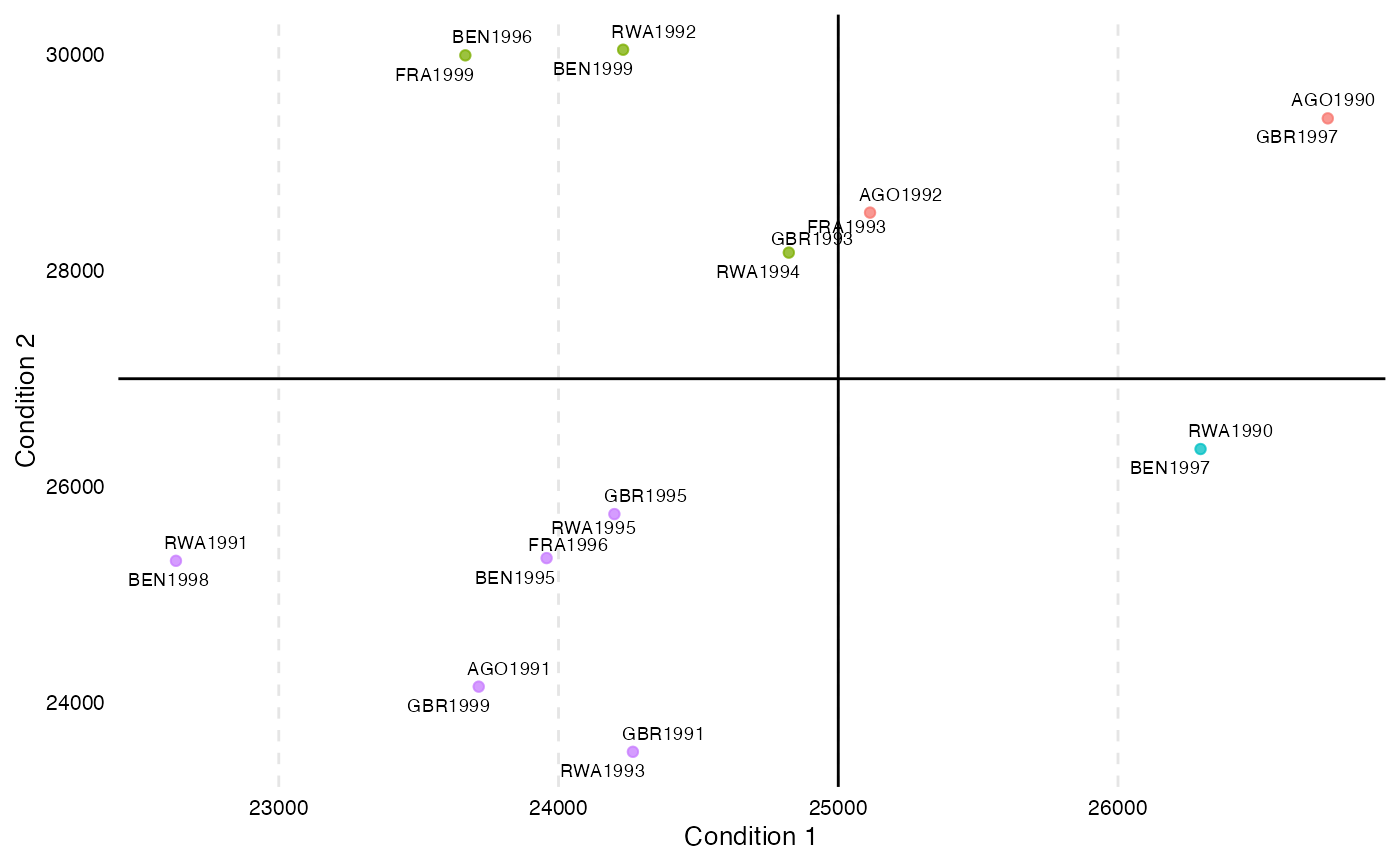 30000
BEN1996
RWA1992
FRA1999
BEN1999
AGO1990
GBR1997
AGO1992
FRA1993
GBR1993
28000
RWA1994
Condition 2
RWA1990
BEN1997
26000
GBR1995
RWA1995
RWA1991
FRA1996
BEN1998
BEN1995
AGO1991
24000
GBR1999
GBR1991
RWA1993
23000
24000
25000
26000
Condition 1